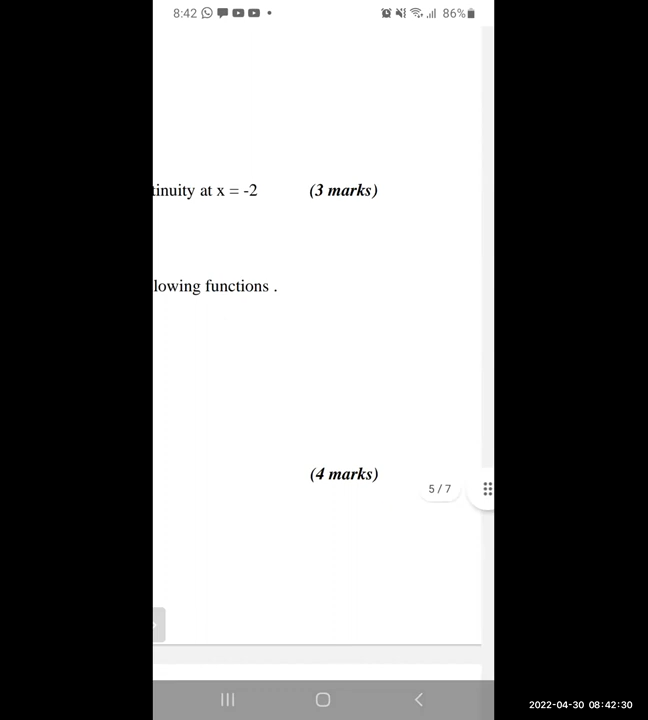 8:42 86%
tinuity at x = -2 (3 marks)
lowing functions .
(4 marks)
5 / 7
2022-04-30 08:42:30